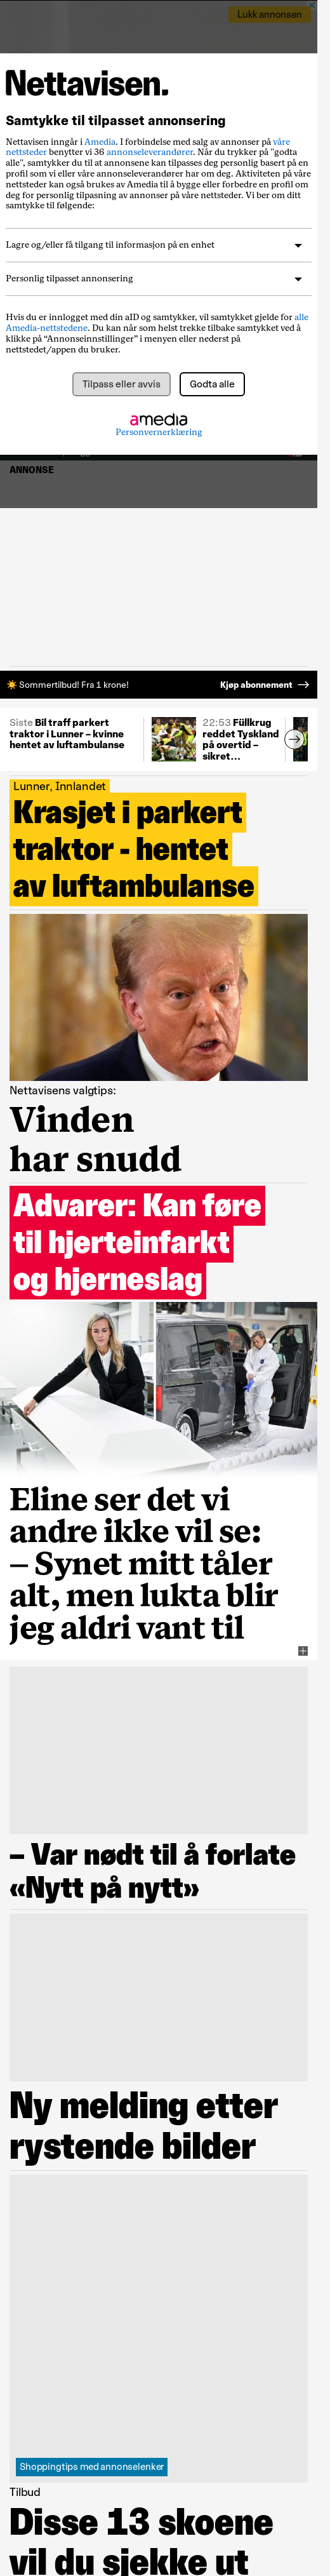 Lukk annonsen
Nettavisen.
Samtykke til tilpasset annonsering
Nettavisen inngår i Amedia. I forbindelse med salg av annonser på våre
nettsteder benytter vi 36 annonseleverandører. Når du trykker på "godta
alle", samtykker du til at annonsene kan tilpasses deg personlig basert på en
profil som vi eller våre annonseleverandører har om deg. Aktiviteten på våre
nettsteder kan også brukes av Amedia til å bygge eller forbedre en profil om
deg for personlig tilpasning av annonser på våre nettsteder. Vi ber om ditt
samtykke til følgende:
Lagre og/eller få tilgang til informasjon på en enhet
Personlig tilpasset annonsering
Hvis du er innlogget med din aID og samtykker, vil samtykket gjelde for alle
Amedia-nettstedene. Du kan når som helst trekke tilbake samtykket ved å
klikke på “Annonseinnstillinger” i menyen eller nederst på
nettstedet/appen du bruker.
Tilpass eller avvis
Godta alle
amedia
Personvernerklæring
ANNONSE
Sommertilbud! Fra 1 krone!
Kjøp abonnement
Siste Bil traff parkert
traktor i Lunner – kvinne
hentet av luftambulanse
22:53 Füllkrug
reddet Tyskland
på overtid –
sikret...
Lunner, Innlandet
Krasjet i parkert
traktor - hentet
av luftambulanse
Nettavisens valgtips:
Vinden
har snudd
Advarer: Kan føre
til hjerteinfarkt
og hjerneslag
Eline ser det vi
andre ikke vil se:
– Synet mitt tåler
alt, men lukta blir
jeg aldri vant til
– Var nødt til å forlate
«Nytt på nytt»
Ny melding etter
rystende bilder
Shoppingtips med annonselenker
Tilbud
Disse 13 skoene
vil du sjekke ut